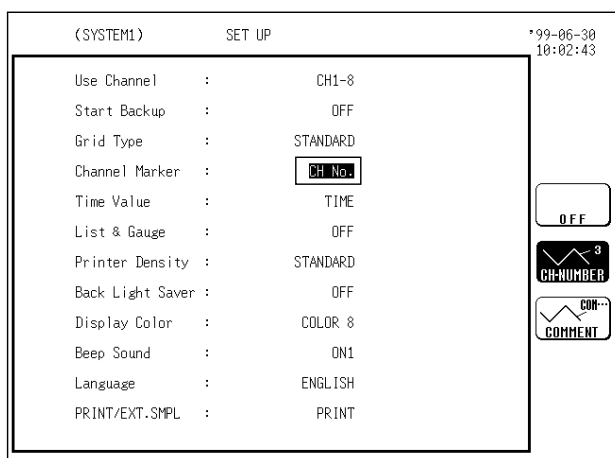 (SYSTEM1) SET UP '99-06-30
10:02:43
Use Channel : CH1-8
Start Backup : OFF
Grid Type : STANDARD
Channel Marker : CH No.
Time Value : TIME
List & Gauge : OFF
Printer Density : STANDARD
Back Light Saver : OFF
Display Color : COLOR 8
Beep Sound : ON1
Language : ENGLISH
PRINT/EXT.SMPL : PRINT
OFF
3
CH-NUMBER
COM…
COMMENT